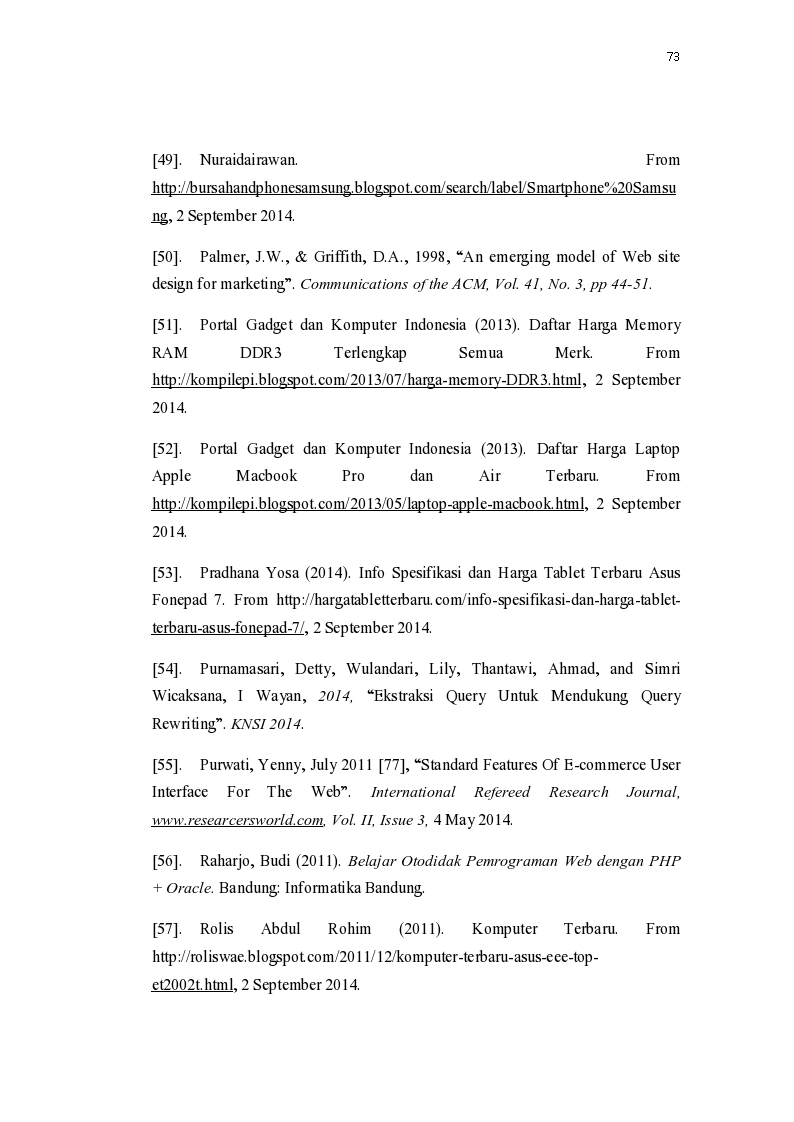 73
[49]. Nuraidairawan. From
http://bursahandphonesamsung.blogspot.com/search/label/Smartphone%20Samsu
ng, 2 September 2014.
[50]. Palmer, J.W., & Griffith, D.A., 1998, “An emerging model of Web site
design for marketing”. Communications of the ACM, Vol. 41, No. 3, pp 44-51.
[51]. Portal Gadget dan Komputer Indonesia (2013). Daftar Harga Memory
RAM DDR3 Terlengkap Semua Merk. From
http://kompilepi.blogspot.com/2013/07/harga-memory-DDR3.html, 2 September
2014.
[52]. Portal Gadget dan Komputer Indonesia (2013). Daftar Harga Laptop
Apple Macbook Pro dan Air Terbaru. From
http://kompilepi.blogspot.com/2013/05/laptop-apple-macbook.html, 2 September
2014.
[53]. Pradhana Yosa (2014). Info Spesifikasi dan Harga Tablet Terbaru Asus
Fonepad 7. From http://hargatabletterbaru.com/info-spesifikasi-dan-harga-tablet-
terbaru-asus-fonepad-7/, 2 September 2014.
[54]. Purnamasari, Detty, Wulandari, Lily, Thantawi, Ahmad, and Simri
Wicaksana, I Wayan, 2014, “Ekstraksi Query Untuk Mendukung Query
Rewriting”. KNSI 2014.
[55]. Purwati, Yenny, July 2011 [77], “Standard Features Of E-commerce User
Interface For The Web”. International Refereed Research Journal,
www.researcersworld.com, Vol. II, Issue 3, 4 May 2014.
[56]. Raharjo, Budi (2011). Belajar Otodidak Pemrograman Web dengan PHP
+ Oracle. Bandung: Informatika Bandung.
[57]. Rolis Abdul Rohim (2011). Komputer Terbaru. From
http://roliswae.blogspot.com/2011/12/komputer-terbaru-asus-eee-top-
et2002t.html, 2 September 2014.